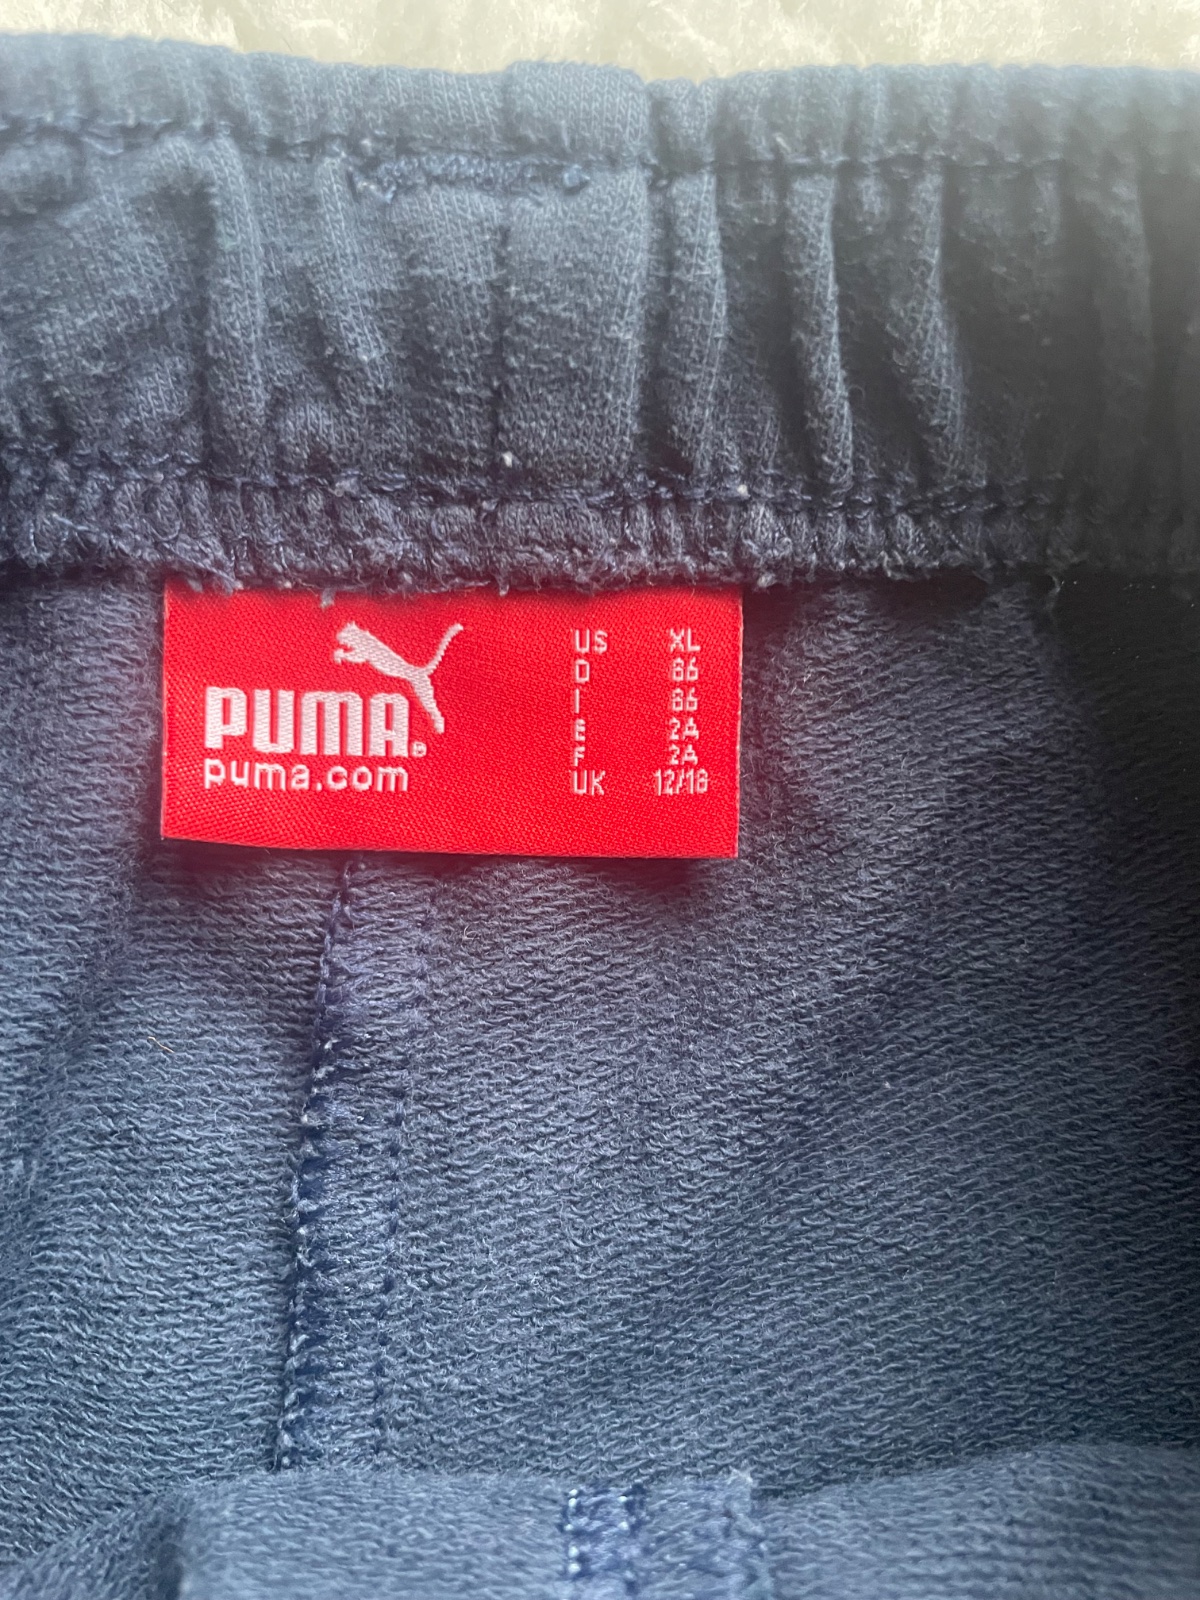 PUMA®
puma.com
US XL
D 86
I 86
E 2A
F 2A
UK 12/18